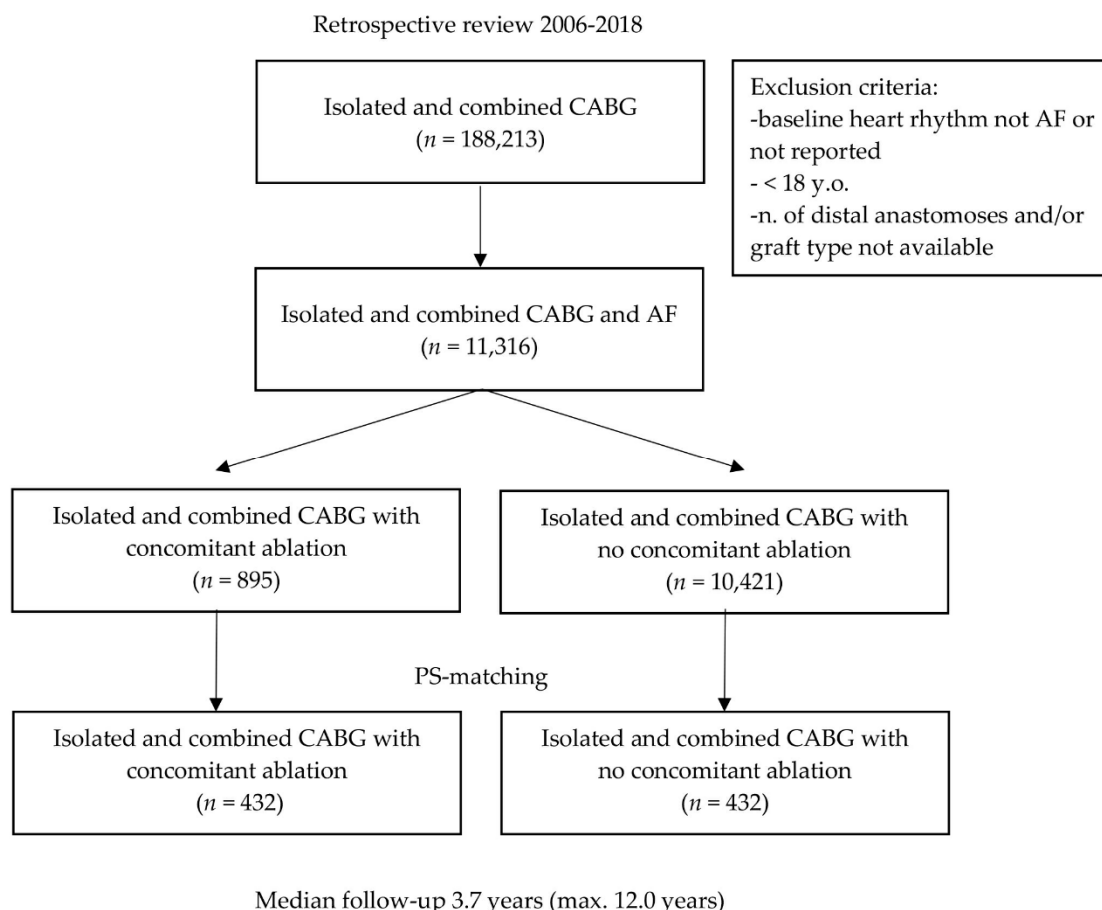 Retrospective review 2006-2018
Isolated and combined CABG
(n = 188,213)
Exclusion criteria:
-baseline heart rhythm not AF or
not reported
- < 18 y.o.
-n. of distal anastomoses and/or
graft type not available
Isolated and combined CABG and AF
(n = 11,316)
Isolated and combined CABG with
concomitant ablation
(n = 895)
Isolated and combined CABG with
no concomitant ablation
(n = 10,421)
PS-matching
Isolated and combined CABG with
concomitant ablation
(n = 432)
Isolated and combined CABG with
no concomitant ablation
(n = 432)
Median follow-up 3.7 years (max. 12.0 years)